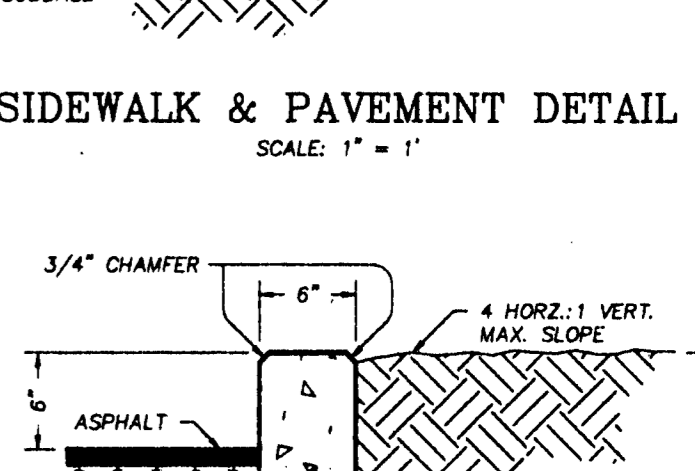 SIDEWALK & PAVEMENT DETAIL
SCALE: 1" = 1'
3/4" CHAMFER
6"
4 HORZ.:1 VERT.
MAX. SLOPE
6"
ASPHALT